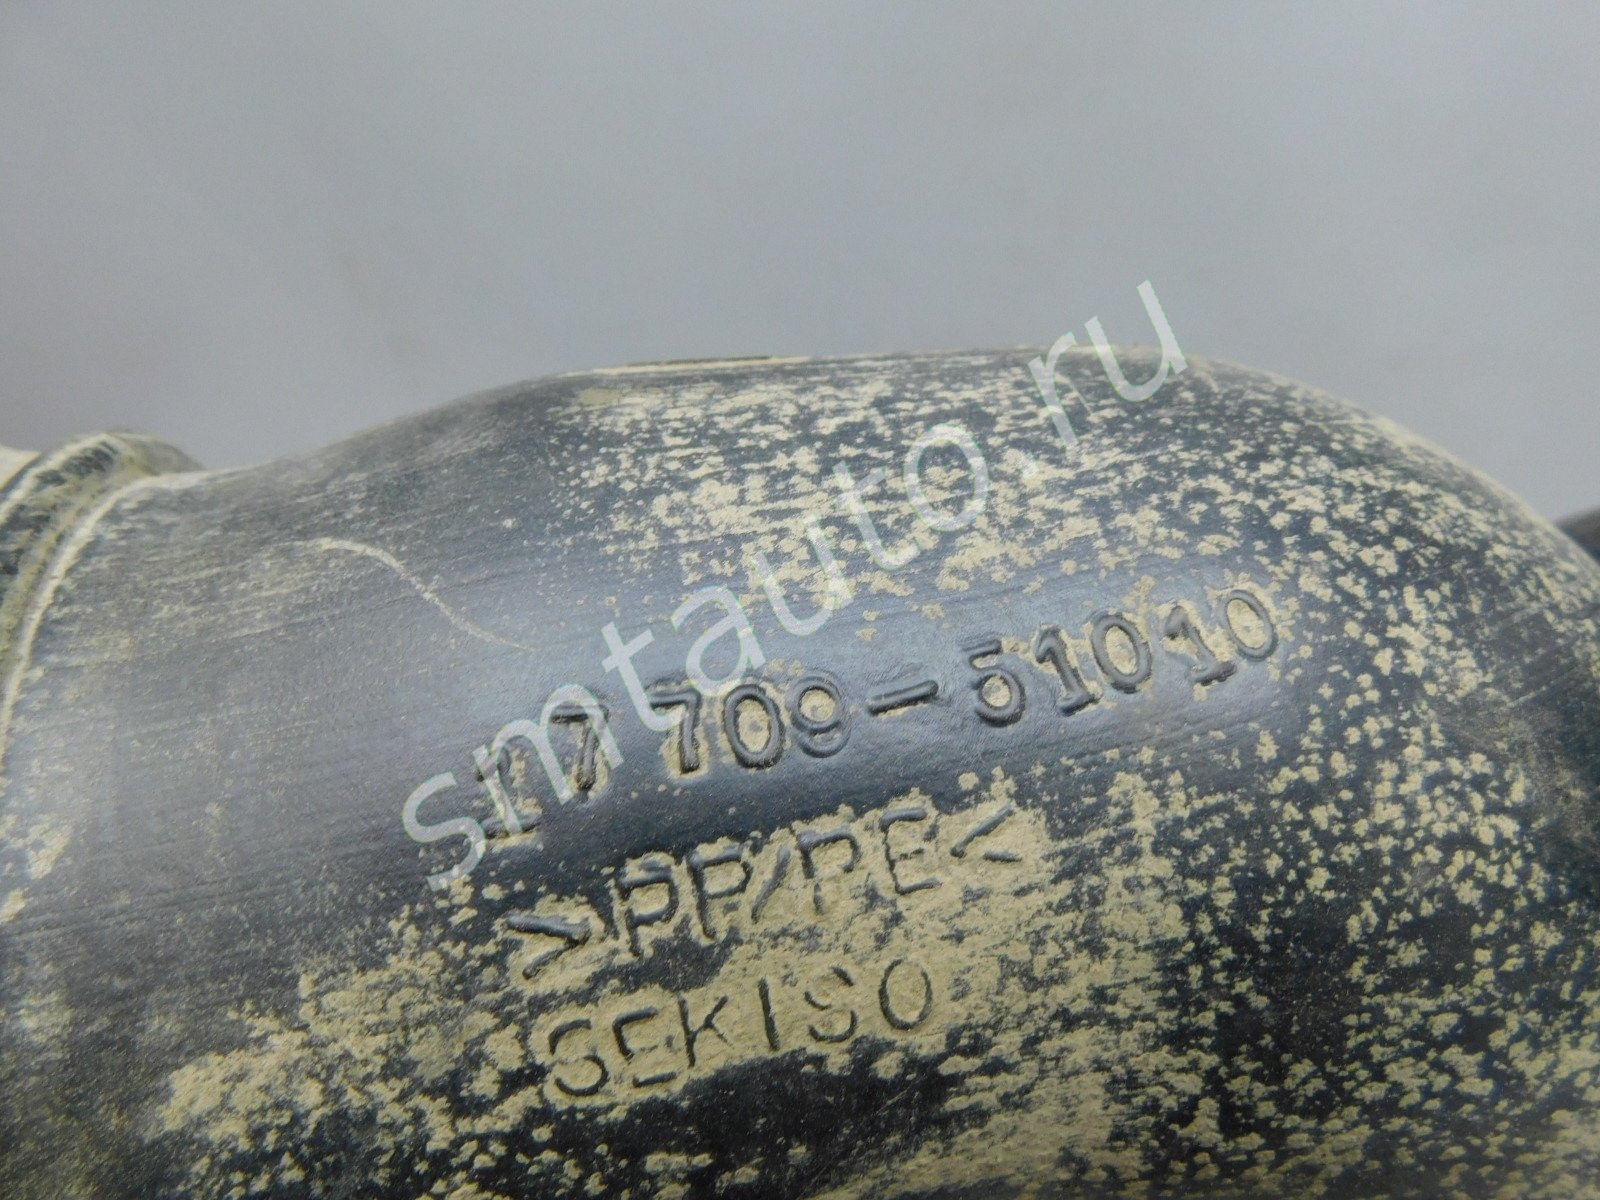 smtauto.ru
17709-51010
>PP/PE<
SEKISO